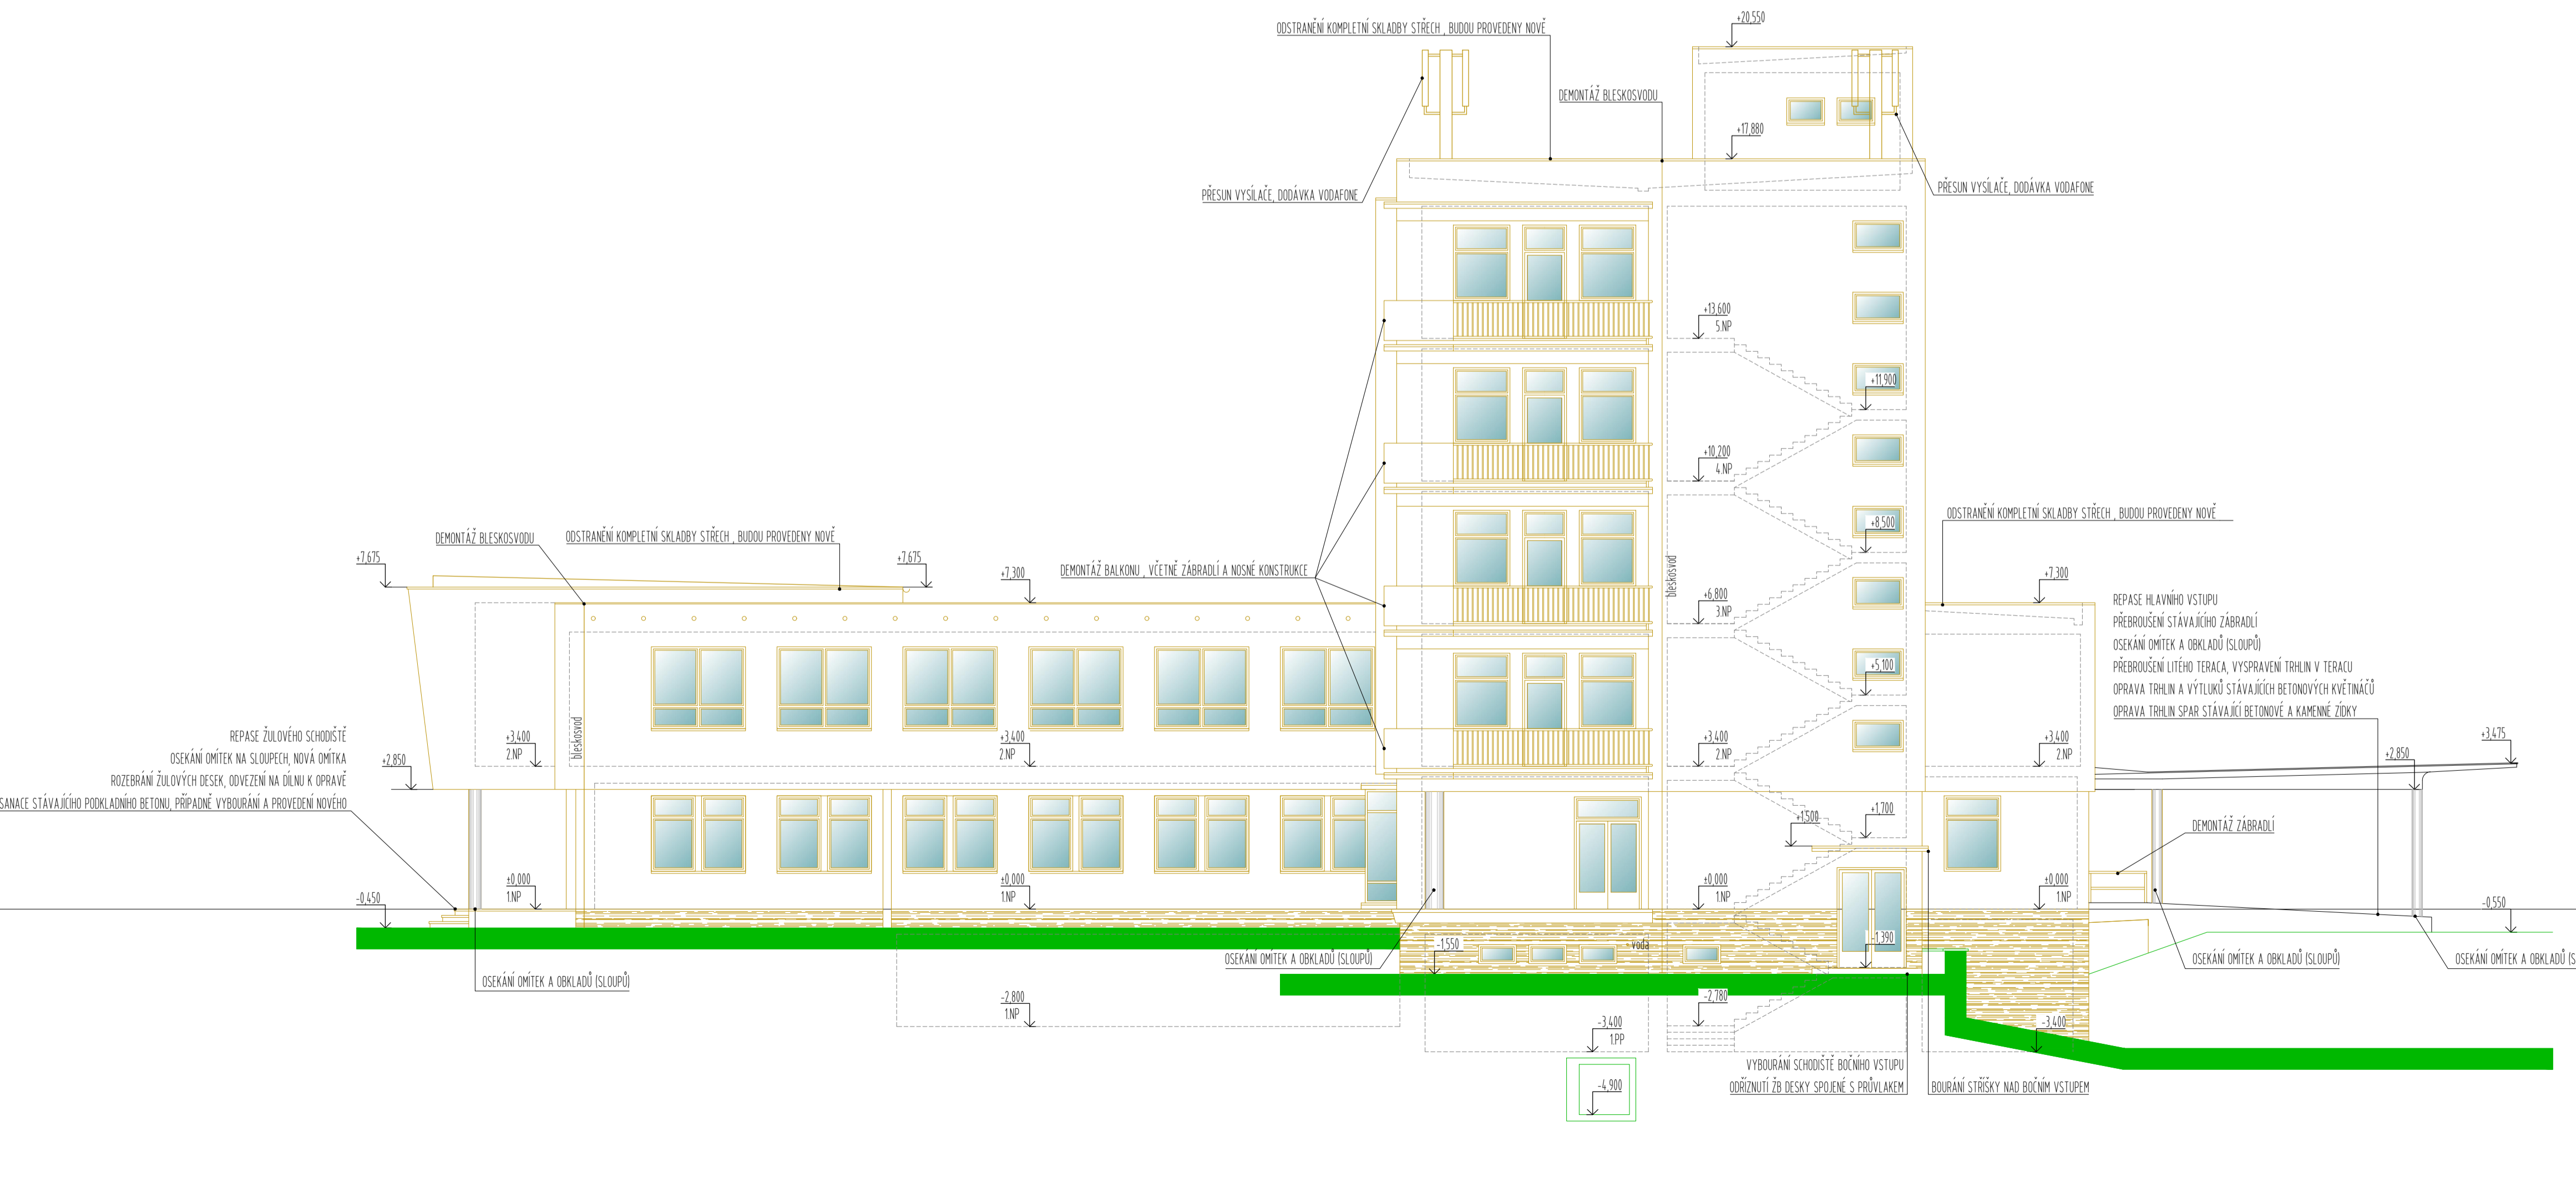 +20,550
ODSTRANĚNÍ KOMPLETNÍ SKLADBY STŘECH , BUDOU PROVEDENY NOVĚ
DEMONTÁŽ BLESKOSVODU
+17,880
PŘESUN VYSÍLAČE, DODÁVKA VODAFONE
PŘESUN VYSÍLAČE, DODÁVKA VODAFONE
+13,600
5.NP
+11,900
+10,200
4.NP
ODSTRANĚNÍ KOMPLETNÍ SKLADBY STŘECH , BUDOU PROVEDENY NOVĚ
+8,500
DEMONTÁŽ BLESKOSVODU
ODSTRANĚNÍ KOMPLETNÍ SKLADBY STŘECH , BUDOU PROVEDENY NOVĚ
+7,675
+7,675
+7,300
DEMONTÁŽ BALKONU , VČETNĚ ZÁBRADLÍ A NOSNÉ KONSTRUKCE
bleskosvod
+7,300
+6,800
3.NP
REPASE HLAVNÍHO VSTUPU
PŘEBROUŠENÍ STÁVAJÍCÍHO ZÁBRADLÍ
OSEKÁNÍ OMÍTEK A OBKLADŮ (SLOUPŮ)
PŘEBROUŠENÍ LITÉHO TERACA, VYSPRAVENÍ TRHLIN V TERACU
OPRAVA TRHLIN A VÝTLUKŮ STÁVAJÍCÍCH BETONOVÝCH KVĚTINÁČŮ
OPRAVA TRHLIN SPAR STÁVAJÍCÍ BETONOVÉ A KAMENNÉ ZÍDKY
+5,100
bleskosvod
REPASE ŽULOVÉHO SCHODIŠTĚ
OSEKÁNÍ OMÍTEK NA SLOUPECH, NOVÁ OMÍTKA
ROZEBRÁNÍ ŽULOVÝCH DESEK, ODVEZENÍ NA DÍLNU K OPRAVĚ
SANACE STÁVAJÍCÍHO PODKLADNÍHO BETONU, PŘÍPADNĚ VYBOURÁNÍ A PROVEDENÍ NOVÉHO
+2,850
+3,400
2.NP
+3,400
2.NP
+3,400
2.NP
+3,400
2.NP
+2,850
+3,475
+1,700
+1,500
DEMONTÁŽ ZÁBRADLÍ
-0,450
±0,000
1.NP
±0,000
1.NP
±0,000
1.NP
±0,000
1.NP
-0,550
-1,390
voda
-1,550
OSEKÁNÍ OMÍTEK A OBKLADŮ (SLOUPŮ)
OSEKÁNÍ OMÍTEK A OBKLADŮ (SLOUPŮ)
OSEKÁNÍ OMÍTEK A OBKLADŮ (S
OSEKÁNÍ OMÍTEK A OBKLADŮ (SLOUPŮ)
-2,800
1.NP
-2,780
-3,400
1.PP
-3,400
VYBOURÁNÍ SCHODIŠTĚ BOČNÍHO VSTUPU
ODŘÍZNUTÍ ŽB DESKY SPOJENÉ S PRŮVLAKEM
BOURÁNÍ STŘÍŠKY NAD BOČNÍM VSTUPEM
-4,900